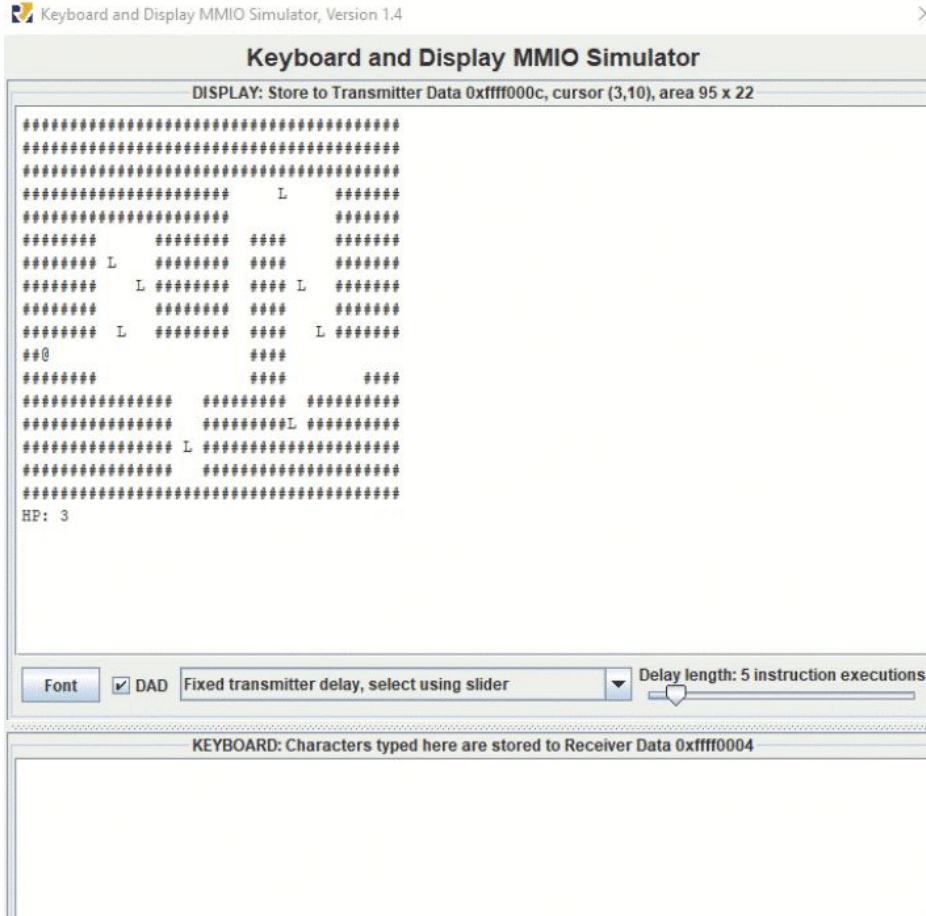 Keyboard and Display MMIO Simulator, Version 1.4
Keyboard and Display MMIO Simulator
DISPLAY: Store to Transmitter Data 0xffff000c, cursor (3,10), area 95 x 22
########################################
########################################
########################################
######################     L     #######
######################           #######
########      ########  ####     #######
######## L    ########  ####     #######
########    L ########  #### L   #######
########      ########  ####     #######
########  L   ########  ####   L #######
##@                     ####
########                ####        ####
################   #########  ##########
################   #########L ##########
################ L #####################
################   #####################
########################################
HP: 3
Font DAD Fixed transmitter delay, select using slider Delay length: 5 instruction executions
KEYBOARD: Characters typed here are stored to Receiver Data 0xffff0004